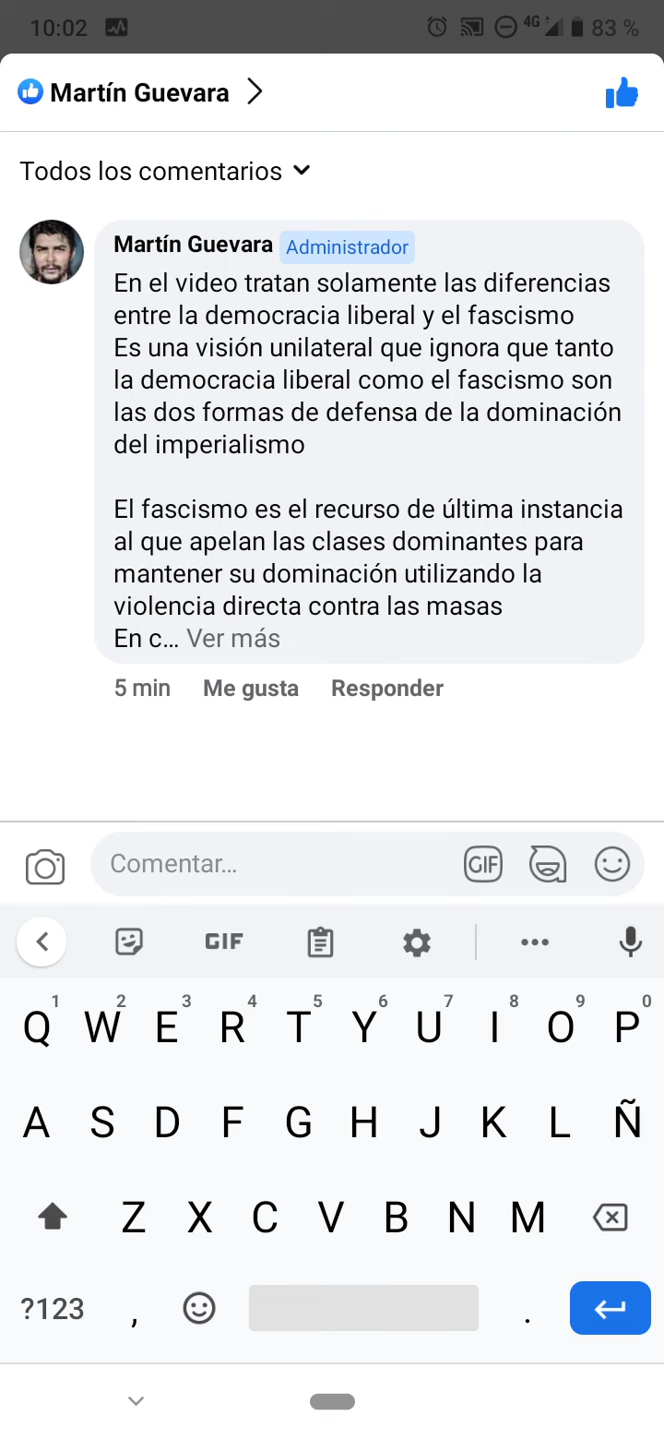 10:02
4G
83 %
Martín Guevara
Todos los comentarios
Martín Guevara Administrador
En el video tratan solamente las diferencias
entre la democracia liberal y el fascismo
Es una visión unilateral que ignora que tanto
la democracia liberal como el fascismo son
las dos formas de defensa de la dominación
del imperialismo
El fascismo es el recurso de última instancia
al que apelan las clases dominantes para
mantener su dominación utilizando la
violencia directa contra las masas
En c... Ver más
5 min Me gusta Responder
Comentar...
GIF
GIF
1 2 3 4 5 6 7 8 9 0
Q W E R T Y U I O P
A S D F G H J K L Ñ
Z X C V B N M
?123 , .